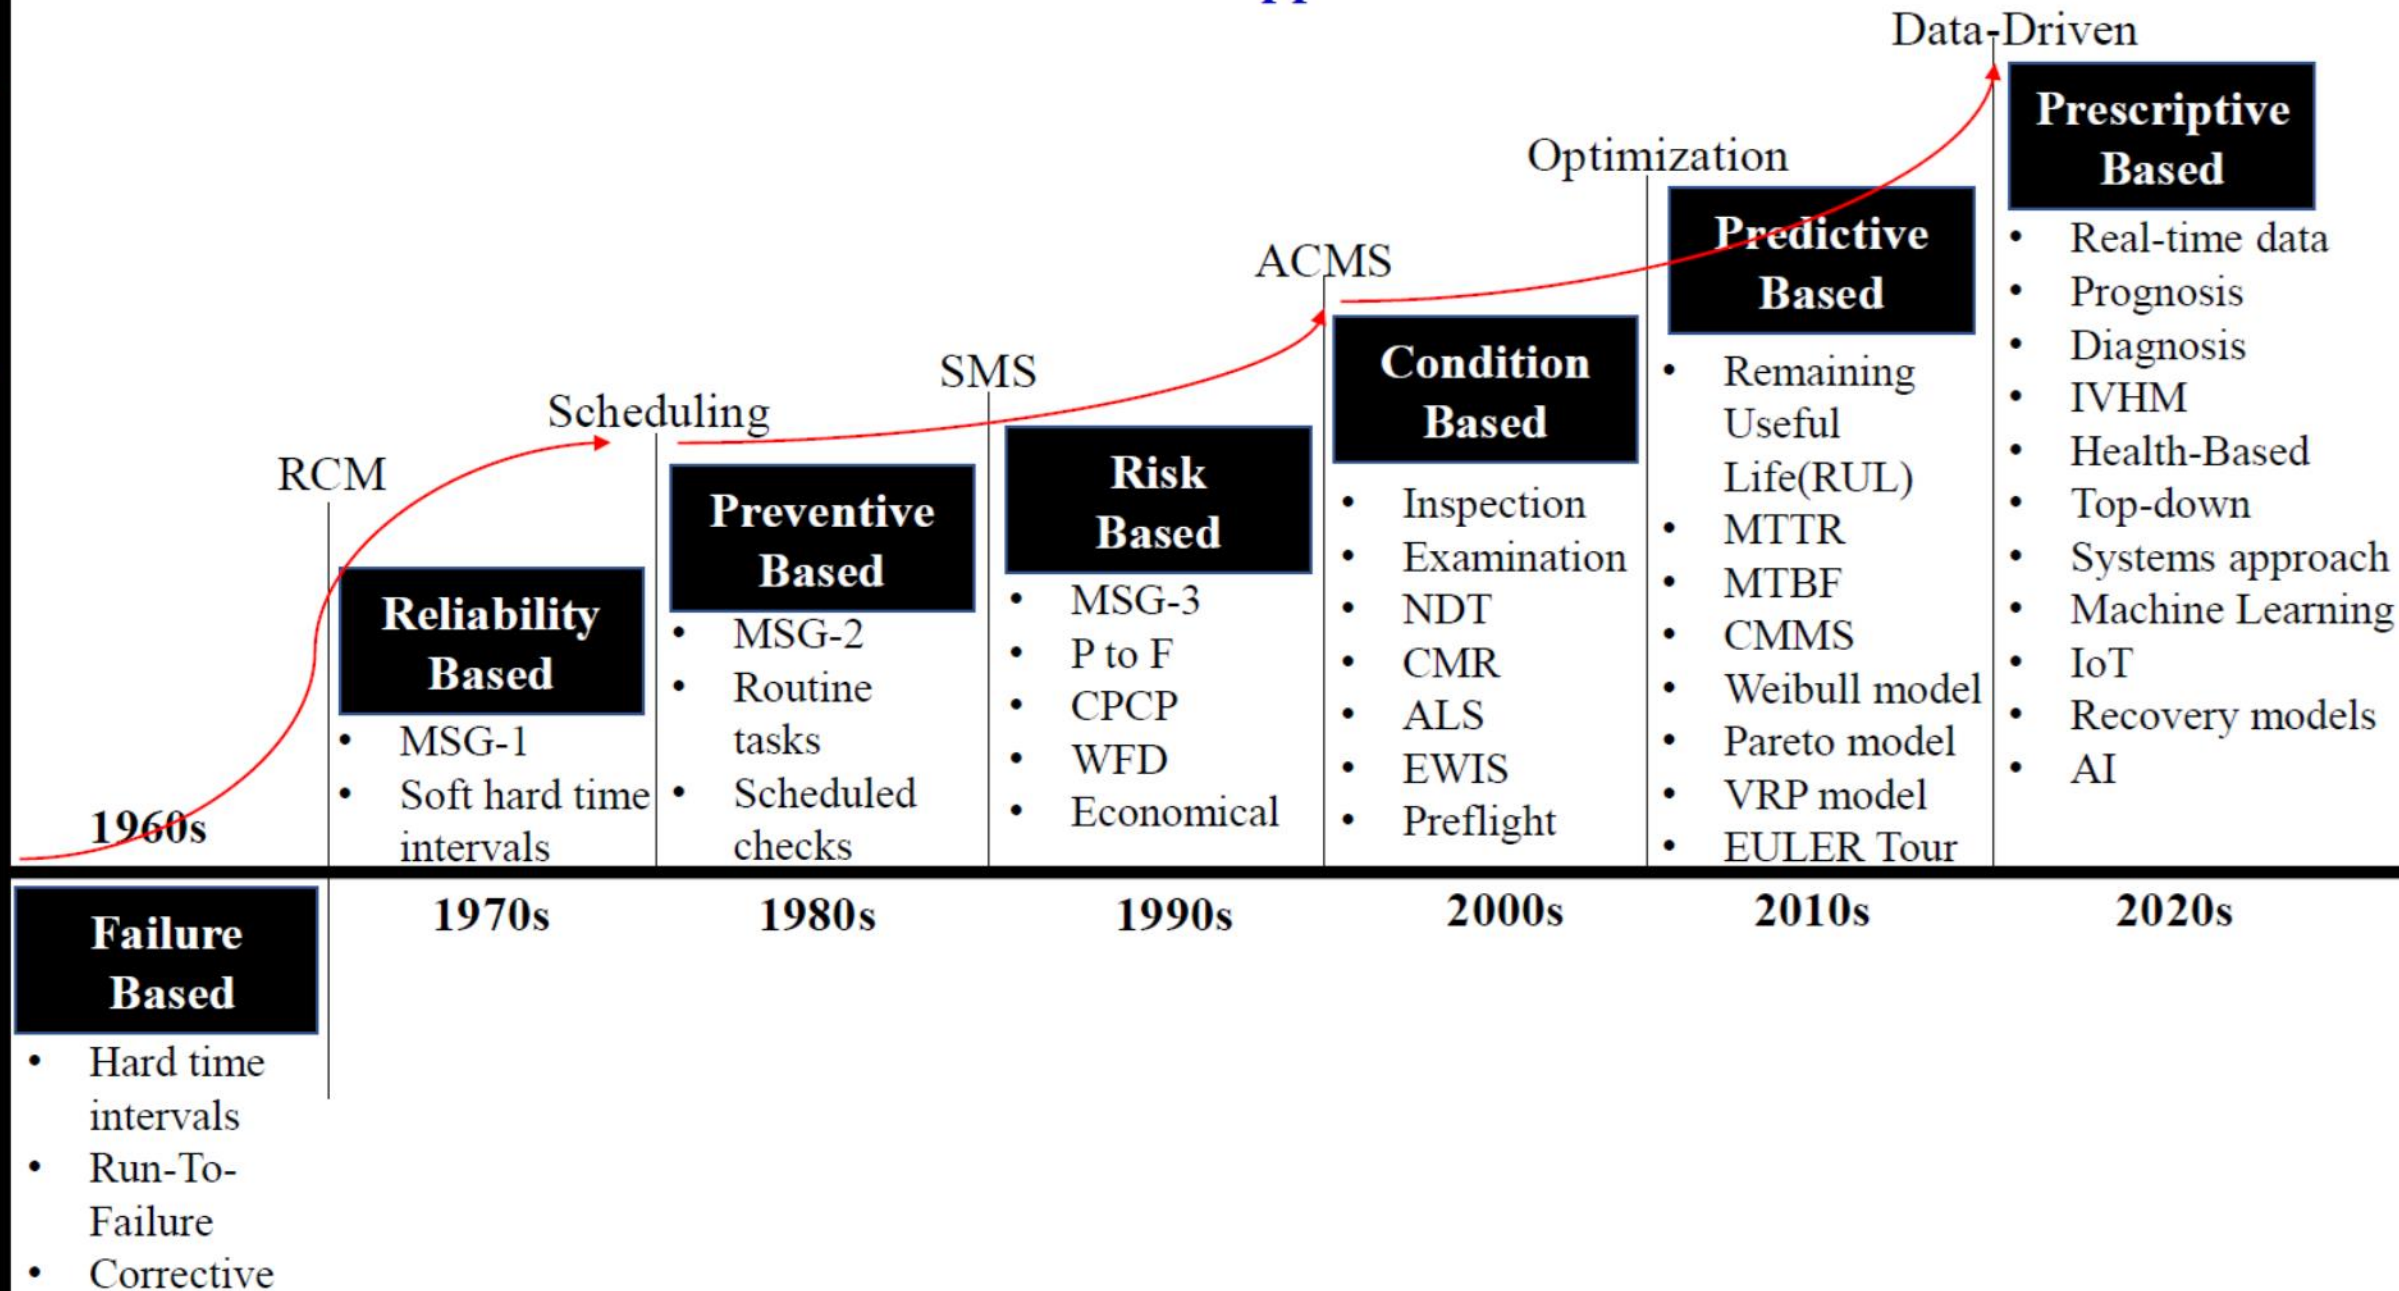 Data-Driven
Prescriptive
Based
• Real-time data
• Prognosis
• Diagnosis
• IVHM
• Health-Based
• Top-down
• Systems approach
• Machine Learning
• IoT
• Recovery models
• AI
2020s
Optimization
Predictive
Based
• Remaining
Useful
Life(RUL)
• MTTR
• MTBF
• CMMS
• Weibull model
• Pareto model
• VRP model
• EULER Tour
2010s
ACMS
Condition
Based
• Inspection
• Examination
• NDT
• CMR
• ALS
• EWIS
• Preflight
2000s
SMS
Risk
Based
• MSG-3
• P to F
• CPCP
• WFD
• Economical
1990s
Scheduling
Preventive
Based
• MSG-2
• Routine
tasks
• Scheduled
checks
1980s
RCM
Reliability
Based
• MSG-1
• Soft hard time
intervals
1970s
1960s
Failure
Based
• Hard time
intervals
• Run-To-
Failure
• Corrective